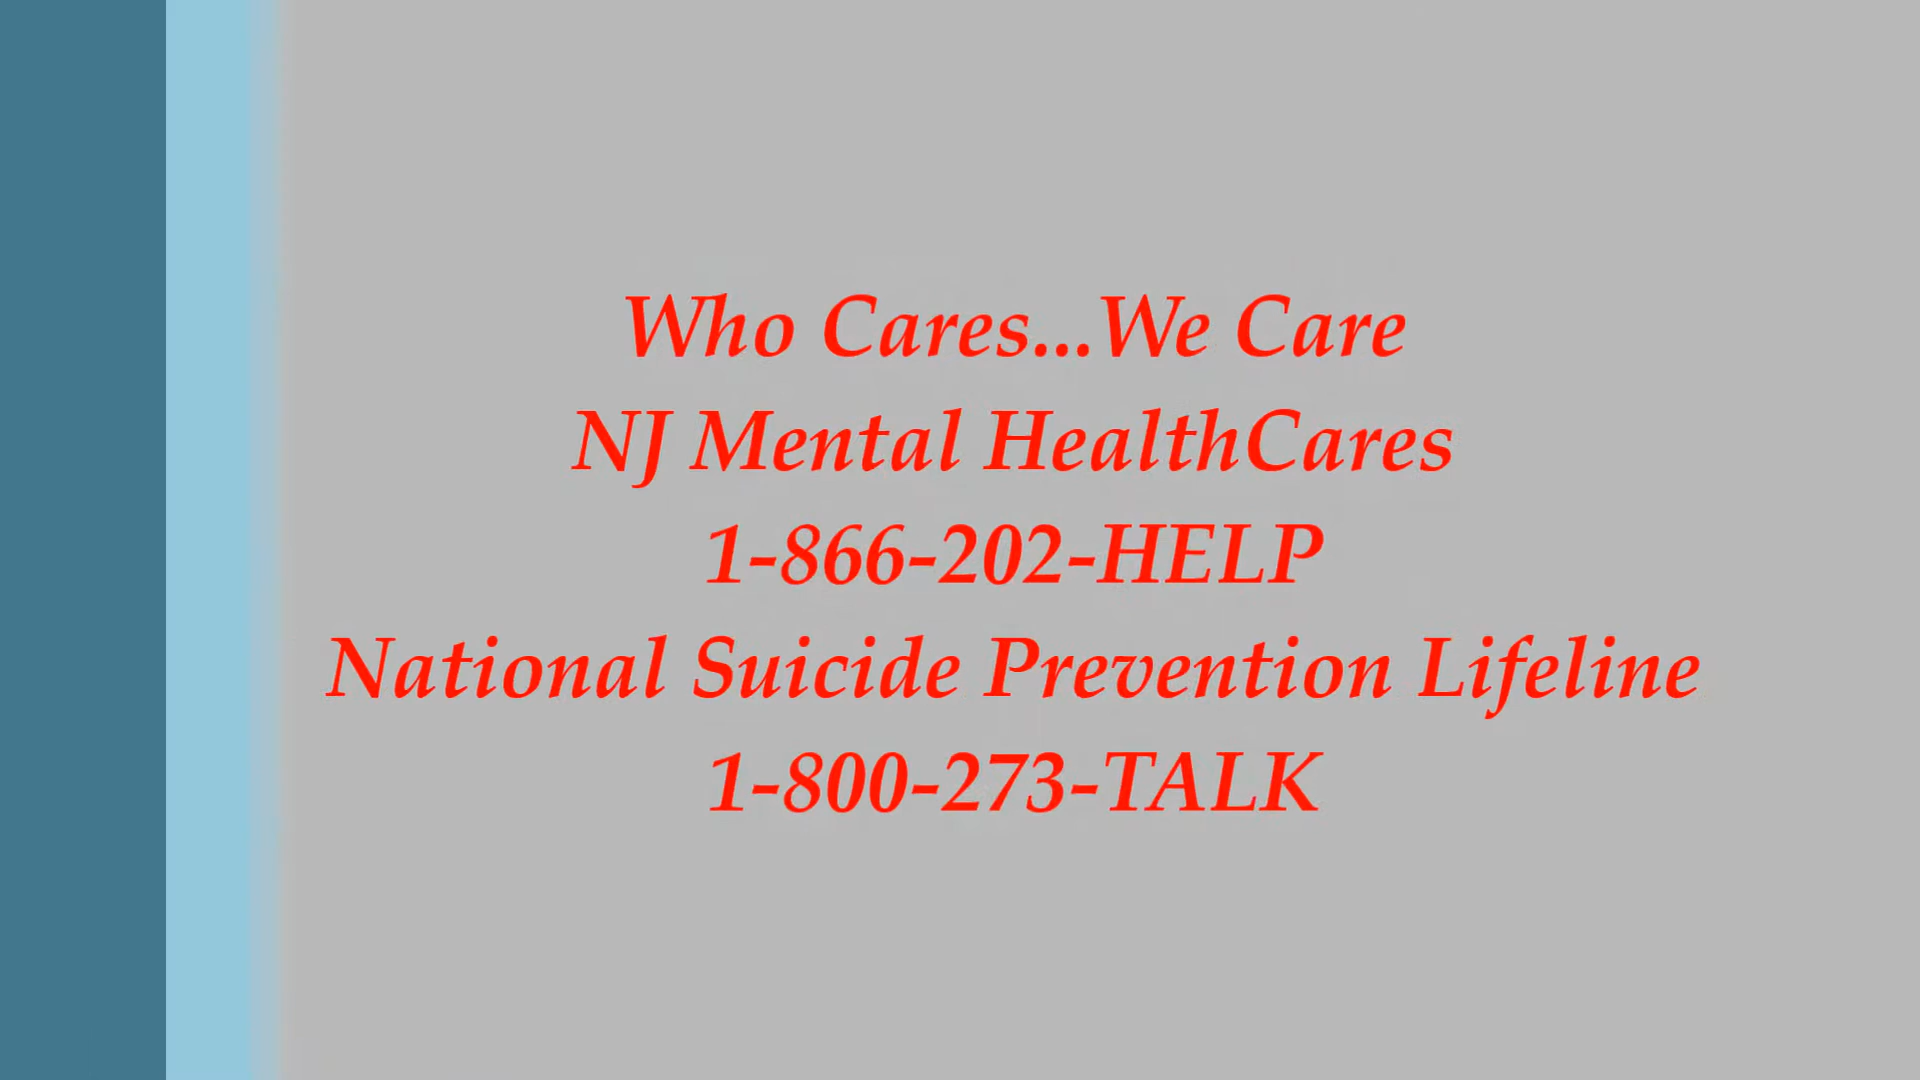 Who Cares...We Care
NJ Mental HealthCares
1-866-202-HELP
National Suicide Prevention Lifeline
1-800-273-TALK